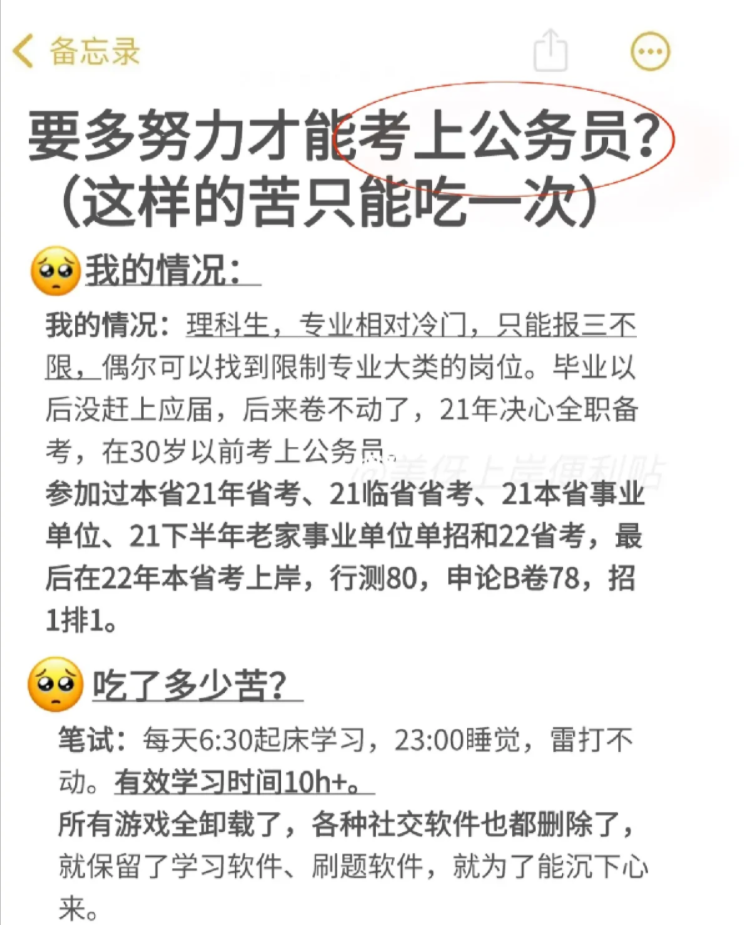 备忘录
要多努力才能考上公务员？
（这样的苦只能吃一次）
我的情况：
我的情况：理科生，专业相对冷门，只能报三不
限，偶尔可以找到限制专业大类的岗位。毕业以
后没赶上应届，后来卷不动了，21年决心全职备
考，在30岁以前考上公务员。
@美伢上岸便利贴
参加过本省21年省考、21临省省考、21本省事业
单位、21下半年老家事业单位单招和22省考，最
后在22年本省考上岸，行测80，申论B卷78，招
1排1。
吃了多少苦？
笔试：每天6:30起床学习，23:00睡觉，雷打不
动。有效学习时间10h+。
所有游戏全卸载了，各种社交软件也都删除了，
就保留了学习软件、刷题软件，就为了能沉下心
来。